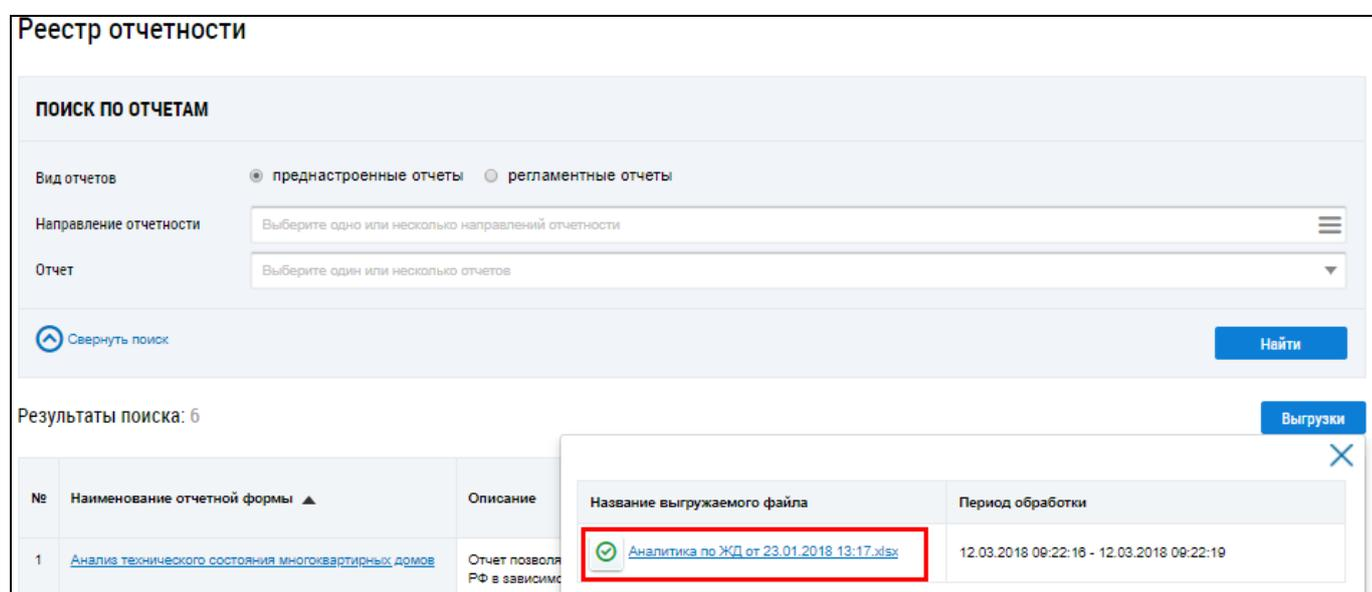 Реестр отчетности
ПОИСК ПО ОТЧЕТАМ
Вид отчетов
преднастроенные отчеты
регламентные отчеты
Направление отчетности
Выберите одно или несколько направлений отчетности
Отчет
Выберите один или несколько отчетов
Свернуть поиск
Найти
Результаты поиска: 6
Выгрузки
№
Наименование отчетной формы
Описание
Название выгружаемого файла
Период обработки
1
Анализ технического состояния многоквартирных домов
Отчет позволя
РФ в зависимо
Аналитика по ЖД от 23.01.2018 13:17.xlsx
12.03.2018 09:22:16 - 12.03.2018 09:22:19